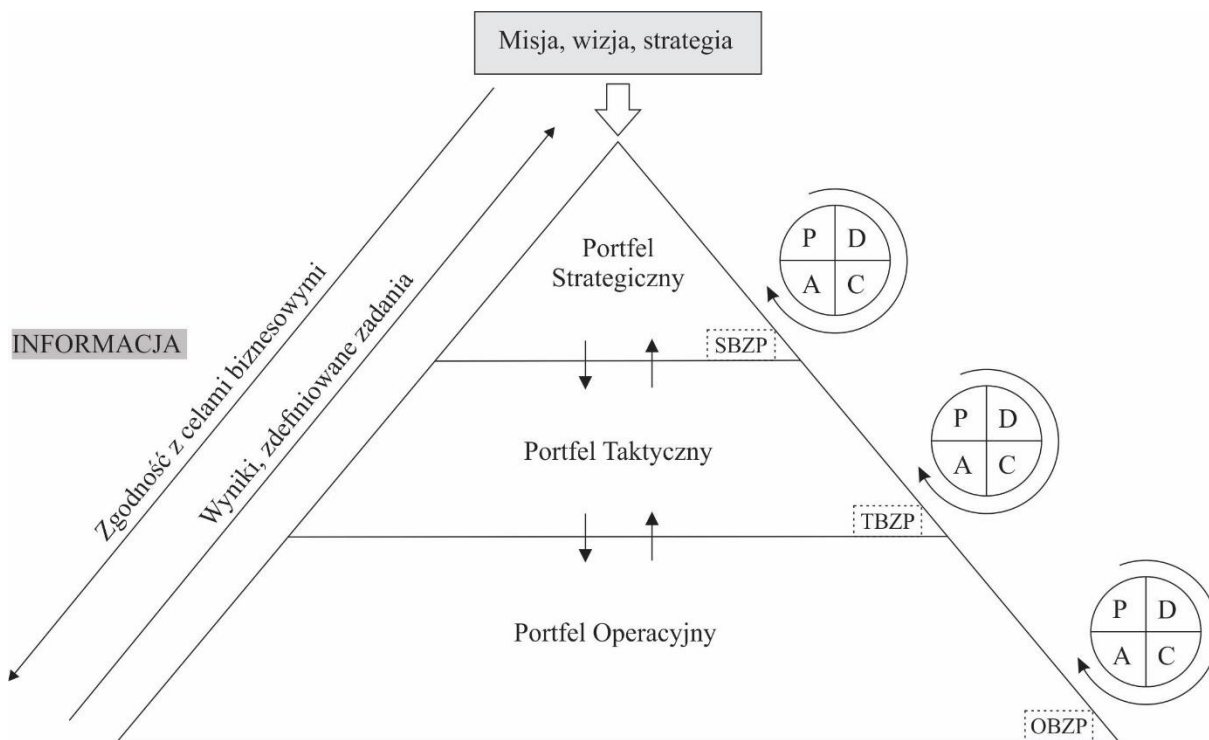 Misja, wizja, strategia
P D
A C
Portfel
Strategiczny
SBZP
INFORMACJA
Zgodność z celami biznesowymi
Wyniki, zdefiniowane zadania
P D
A C
Portfel Taktyczny
TBZP
P D
A C
Portfel Operacyjny
OBZP